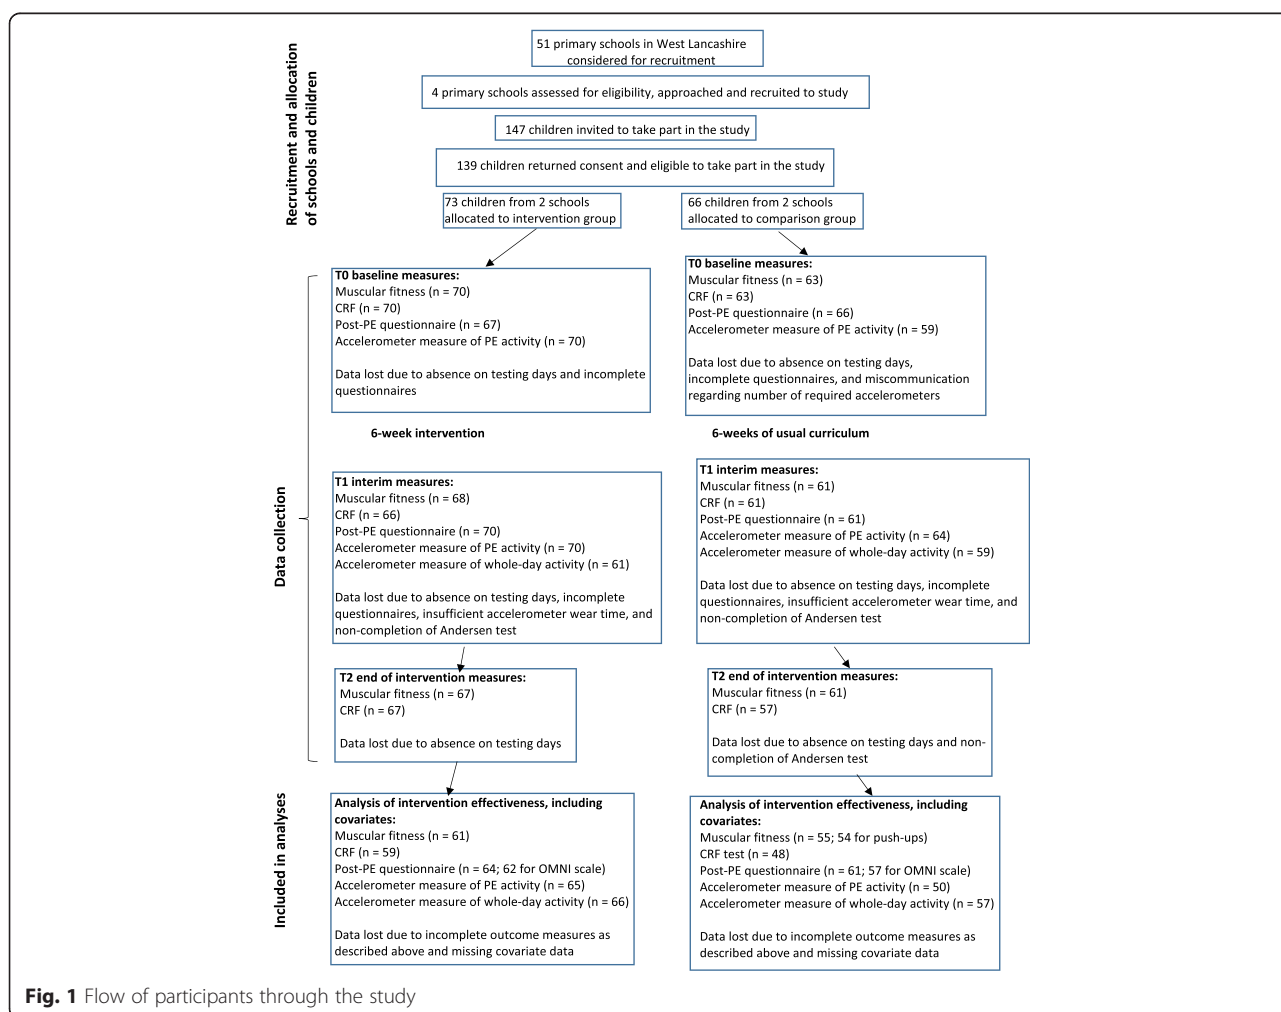 Recruitment and allocation
of schools and children
51 primary schools in West Lancashire
considered for recruitment
4 primary schools assessed for eligibility, approached and recruited to study
147 children invited to take part in the study
139 children returned consent and eligible to take part in the study
73 children from 2 schools
allocated to intervention group
66 children from 2 schools
allocated to comparison group
Data collection
T0 baseline measures:
Muscular fitness (n = 70)
CRF (n = 70)
Post-PE questionnaire (n = 67)
Accelerometer measure of PE activity (n = 70)
Data lost due to absence on testing days and incomplete
questionnaires
T0 baseline measures:
Muscular fitness (n = 63)
CRF (n = 63)
Post-PE questionnaire (n = 66)
Accelerometer measure of PE activity (n = 59)
Data lost due to absence on testing days,
incomplete questionnaires, and miscommunication
regarding number of required accelerometers
6-week intervention
6-weeks of usual curriculum
T1 interim measures:
Muscular fitness (n = 68)
CRF (n = 66)
Post-PE questionnaire (n = 70)
Accelerometer measure of PE activity (n = 70)
Accelerometer measure of whole-day activity (n = 61)
Data lost due to absence on testing days, incomplete
questionnaires, insufficient accelerometer wear time, and
non-completion of Andersen test
T1 interim measures:
Muscular fitness (n = 61)
CRF (n = 61)
Post-PE questionnaire (n = 61)
Accelerometer measure of PE activity (n = 64)
Accelerometer measure of whole-day activity (n = 59)
Data lost due to absence on testing days, incomplete
questionnaires, insufficient accelerometer wear time, and
non-completion of Andersen test
T2 end of intervention measures:
Muscular fitness (n = 67)
CRF (n = 67)
Data lost due to absence on testing days
T2 end of intervention measures:
Muscular fitness (n = 61)
CRF (n = 57)
Data lost due to absence on testing days and non-
completion of Andersen test
Included in analyses
Analysis of intervention effectiveness, including
covariates:
Muscular fitness (n = 61)
CRF (n = 59)
Post-PE questionnaire (n = 64; 62 for OMNI scale)
Accelerometer measure of PE activity (n = 65)
Accelerometer measure of whole-day activity (n = 66)
Data lost due to incomplete outcome measures as
described above and missing covariate data
Analysis of intervention effectiveness, including
covariates:
Muscular fitness (n = 55; 54 for push-ups)
CRF test (n = 48)
Post-PE questionnaire (n = 61; 57 for OMNI scale)
Accelerometer measure of PE activity (n = 50)
Accelerometer measure of whole-day activity (n = 57)
Data lost due to incomplete outcome measures as
described above and missing covariate data
Fig. 1 Flow of participants through the study